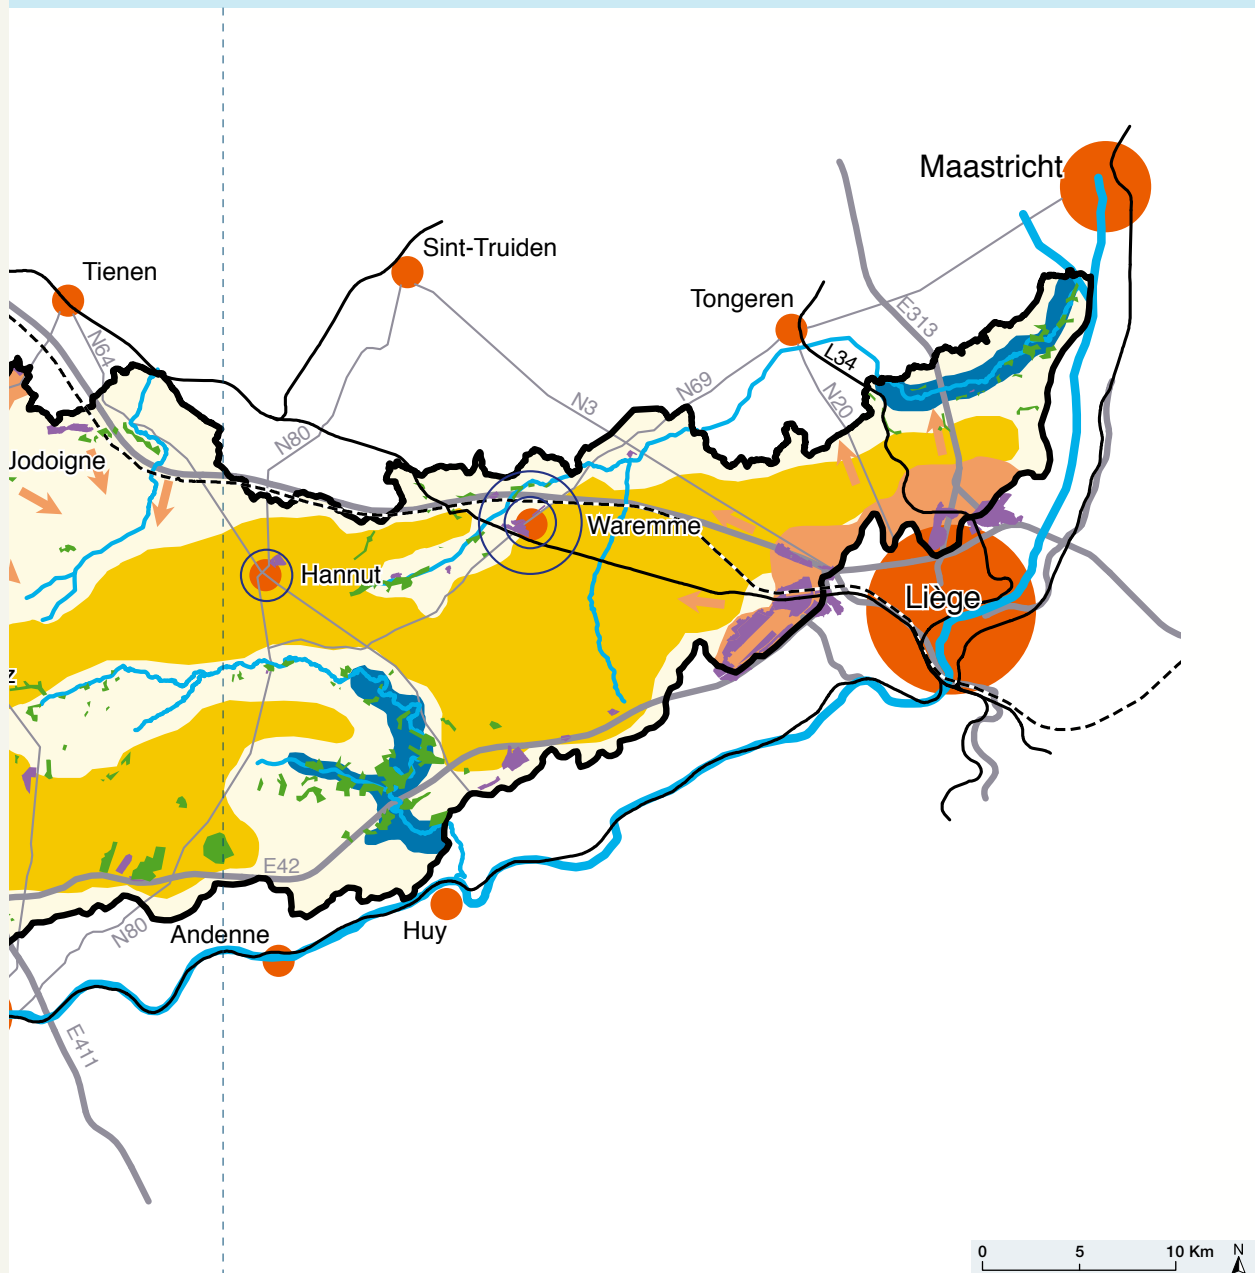 Maastricht
Sint-Truiden
Tienen
Tongeren
E313
N64
L34
N69
N20
N3
N80
Jodoigne
Waremme
Hannut
Liège
z
E42
N80
Andenne
Huy
E411
0 5 10 Km N